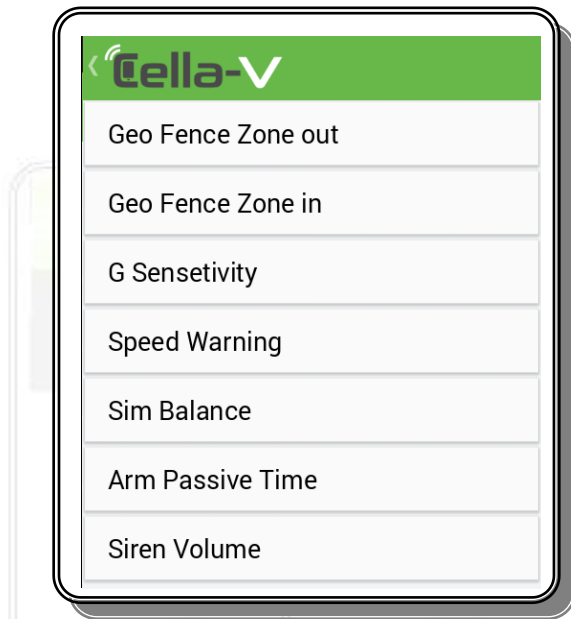 Cella-V
Geo Fence Zone out
Geo Fence Zone in
G Sensetivity
Speed Warning
Sim Balance
Arm Passive Time
Siren Volume